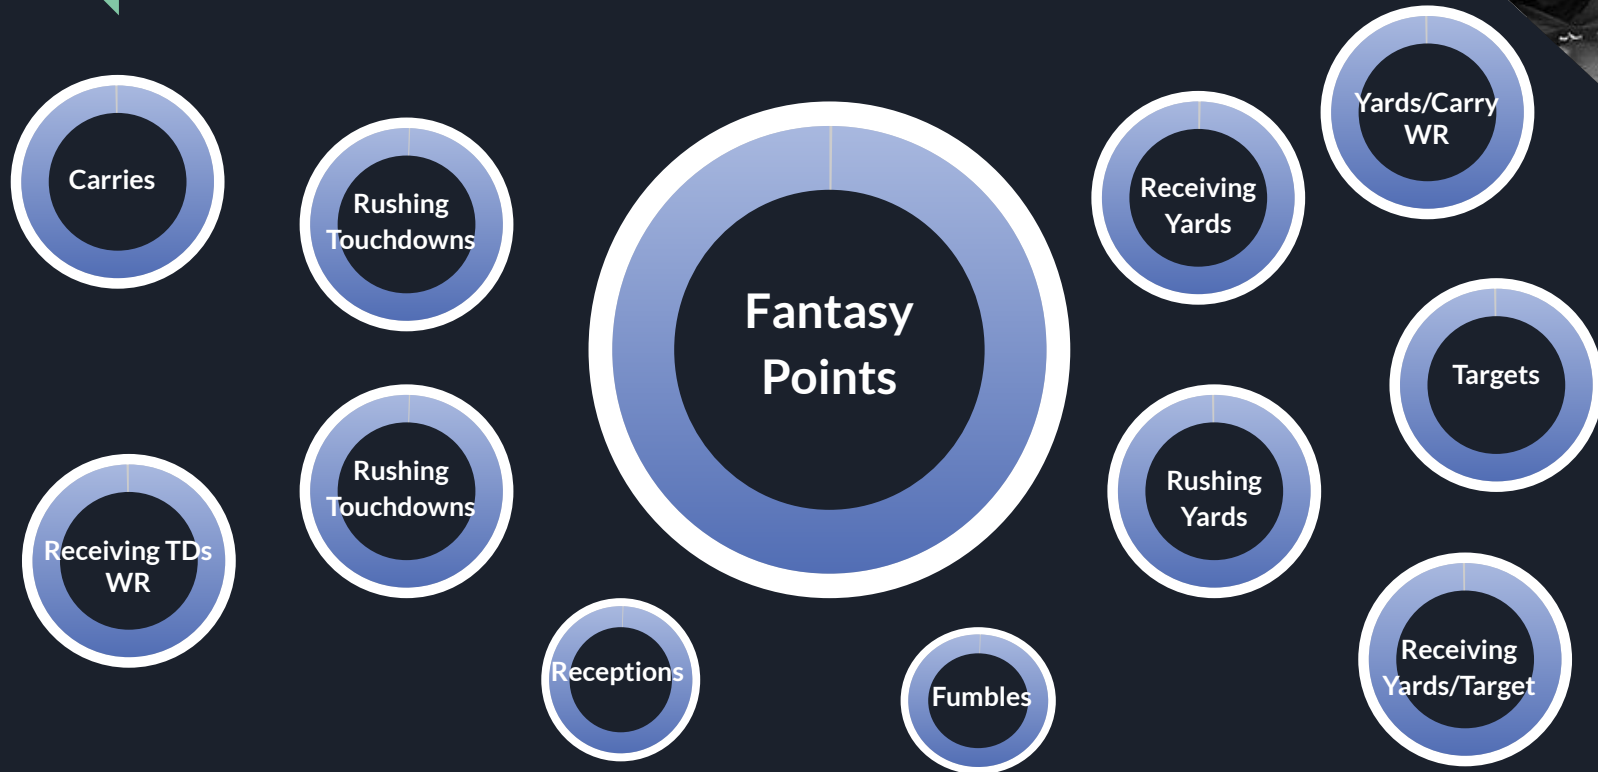 Yards/Carry
WR
Carries
Rushing
Touchdowns
Receiving
Yards
Fantasy
Points
Targets
Rushing
Touchdowns
Rushing
Yards
Receiving TDs
WR
Receptions
Fumbles
Receiving
Yards/Target